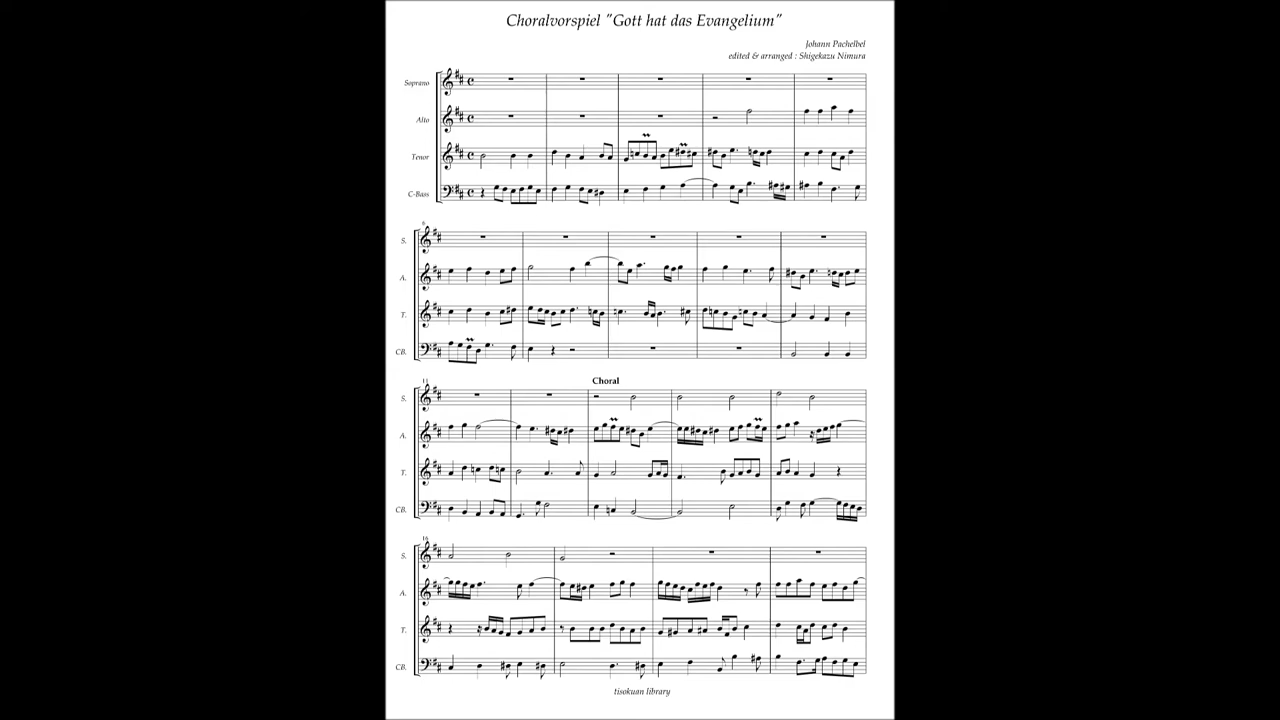 Choralvorspiel "Gott hat das Evangelium"
Johann Pachelbel
edited & arranged : Shigekazu Nimura
Soprano
Alto
Tenor
C-Bass
6
S.
A.
T.
CB.
11
Choral
S.
A.
T.
CB.
16
S.
A.
T.
CB.
tisokuan library